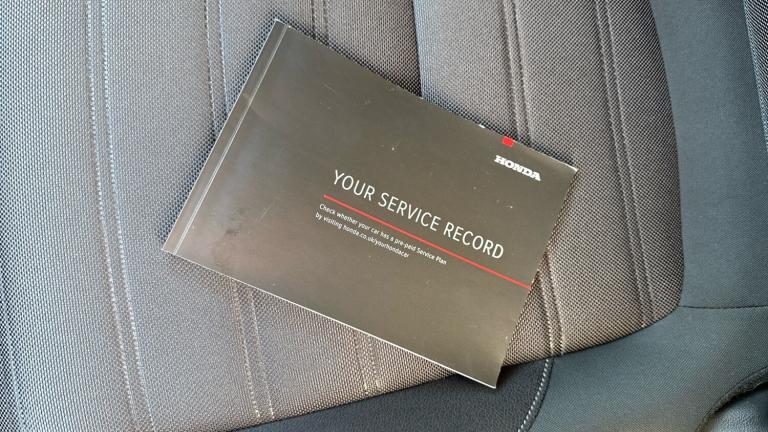 HONDA
YOUR SERVICE RECORD
Check whether your car has a pre-paid Service Plan
by visiting honda.co.uk/yourhondacar